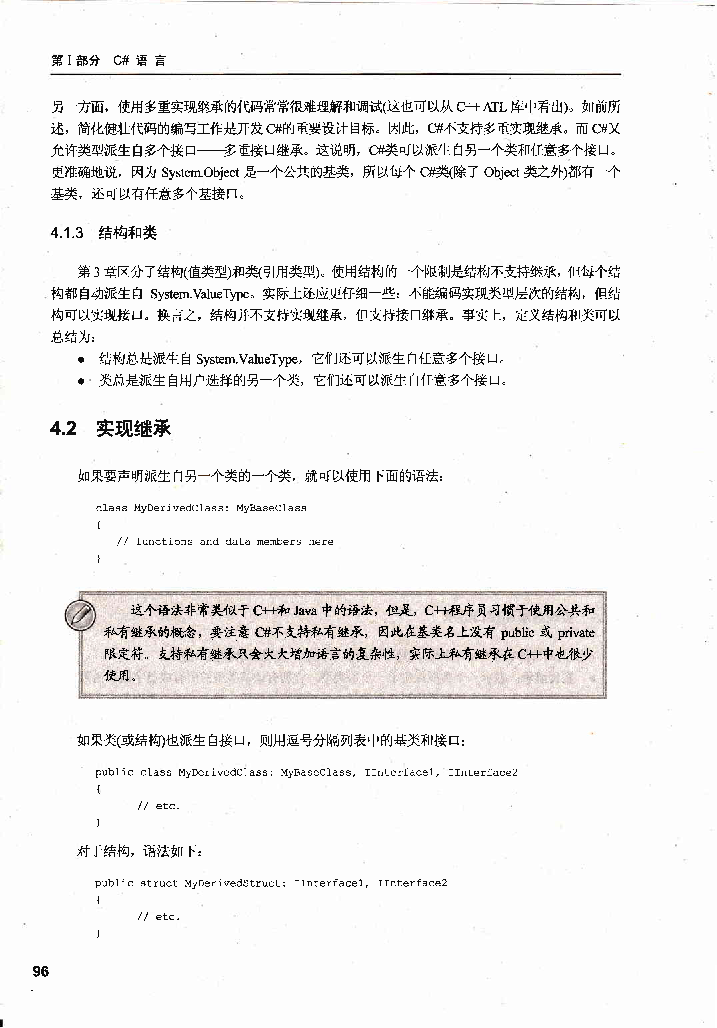 第 I 部分 C# 语 言
另一方面，使用多重实现继承的代码常常很难理解和调试(这也可以从 C++ ATL 库中看出)。如前所
述，简化健壮代码的编写工作是开发 C#的重要设计目标。因此，C#不支持多重实现继承。而 C#又
允许类型派生自多个接口——多重接口继承。这说明，C#类可以派生自另一个类和任意多个接口。
更准确地说，因为 System.Object 是一个公共的基类，所以每个 C#类(除了 Object 类之外)都有一个
基类，还可以有任意多个基接口。
4.1.3 结构和类
第 3 章区分了结构(值类型)和类(引用类型)。使用结构的一个限制是结构不支持继承，但每个结
构都自动派生自 System.ValueType。实际上还应更仔细一些：不能编码实现类型层次的结构，但结
构可以实现接口。换言之，结构并不支持实现继承，但支持接口继承。事实上，定义结构和类可以
总结为：
● 结构总是派生自 System.ValueType，它们还可以派生自任意多个接口。
● 类总是派生自用户选择的另一个类，它们还可以派生自任意多个接口。
4.2 实现继承
如果要声明派生自另一个类的一个类，就可以使用下面的语法：
class MyDerivedClass: MyBaseClass
{
// functions and data members here
}
这个语法非常类似于 C++和 Java 中的语法，但是，C++程序员习惯于使用公共和
私有继承的概念，要注意 C#不支持私有继承，因此在基类名上没有 public 或 private
限定符。支持私有继承只会大大增加语言的复杂性，实际上私有继承在 C++中也很少
使用。
如果类(或结构)也派生自接口，则用逗号分隔列表中的基类和接口：
public class MyDerivedClass: MyBaseClass, IInterface1, IInterface2
{
// etc.
}
对于结构，语法如下：
public struct MyDerivedStruct: IInterface1, IInterface2
{
// etc.
}
96